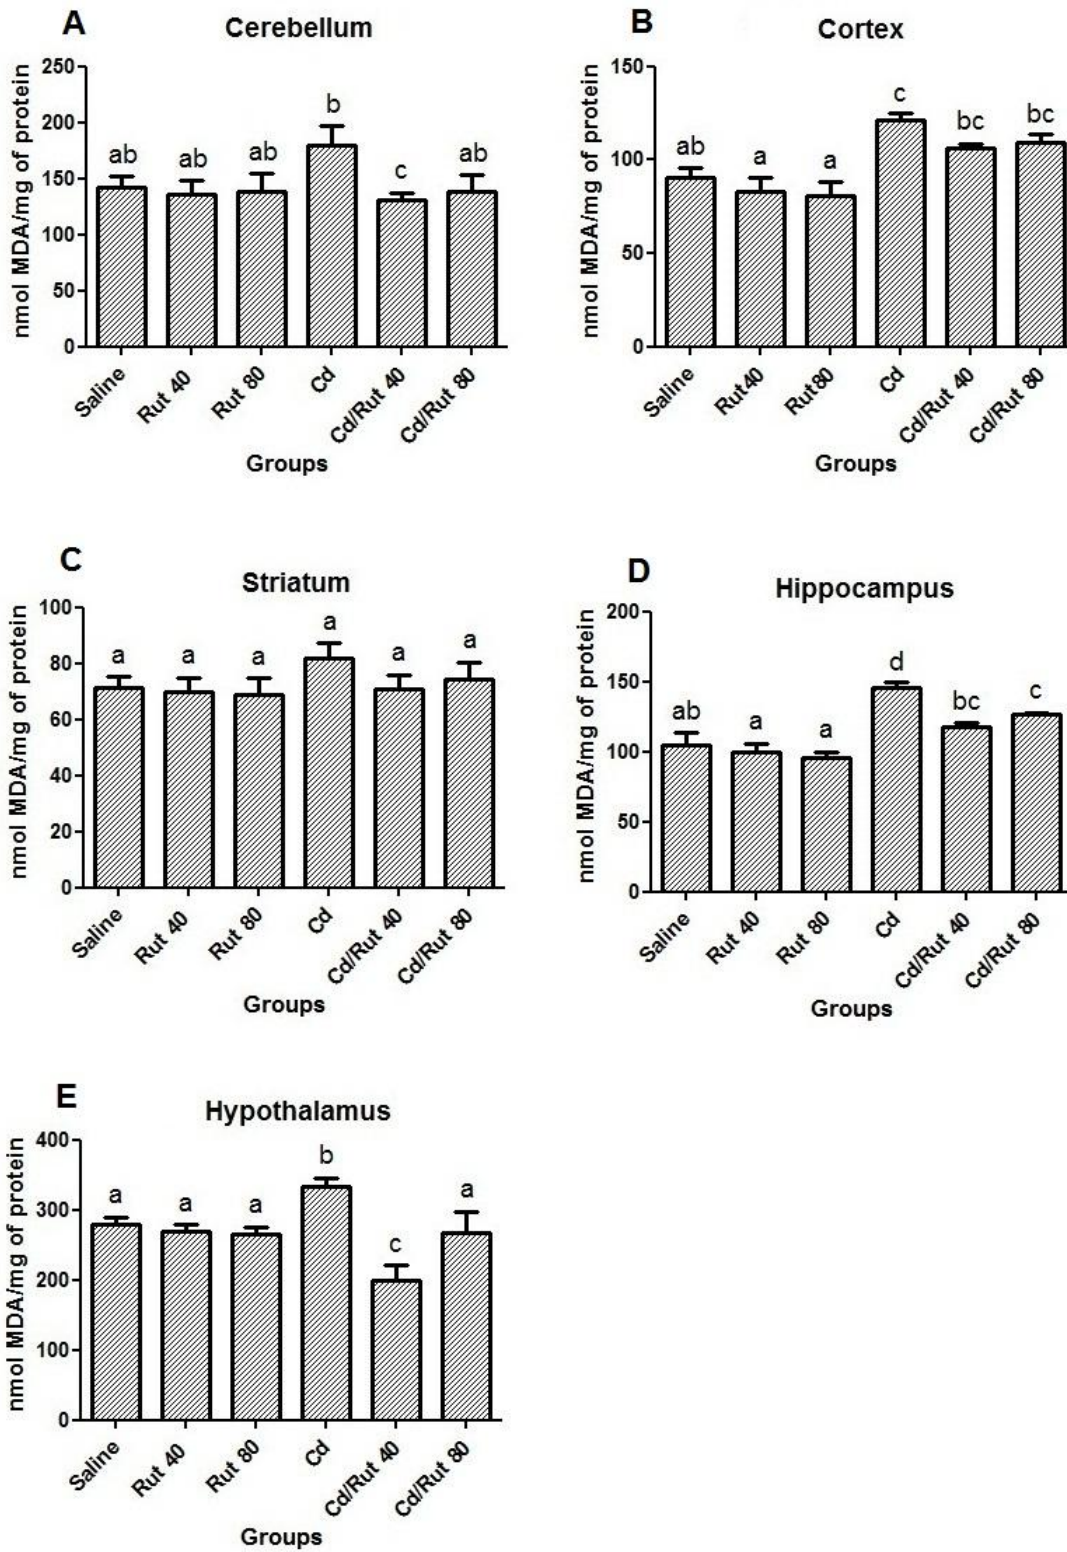 A
Cerebellum
nmol MDA/mg of protein
250
200
150
100
50
0
ab
ab
ab
b
c
ab
Saline
Rut 40
Rut 80
Cd
Cd/Rut 40
Cd/Rut 80
Groups
B
Cortex
nmol MDA/mg of protein
150
100
50
0
ab
a
a
c
bc
bc
Saline
Rut40
Rut80
Cd
Cd/Rut 40
Cd/Rut 80
Groups
C
Striatum
nmol MDA/mg of protein
100
80
60
40
20
0
a
a
a
a
a
a
Saline
Rut 40
Rut 80
Cd
Cd/Rut 40
Cd/Rut 80
Groups
D
Hippocampus
nmol MDA/mg of protein
200
150
100
50
0
ab
a
a
d
bc
c
Saline
Rut 40
Rut 80
Cd
Cd/Rut 40
Cd/Rut 80
Groups
E
Hypothalamus
nmol MDA/mg of protein
400
300
200
100
0
a
a
a
b
c
a
Saline
Rut 40
Rut 80
Cd
Cd/Rut 40
Cd/Rut 80
Groups